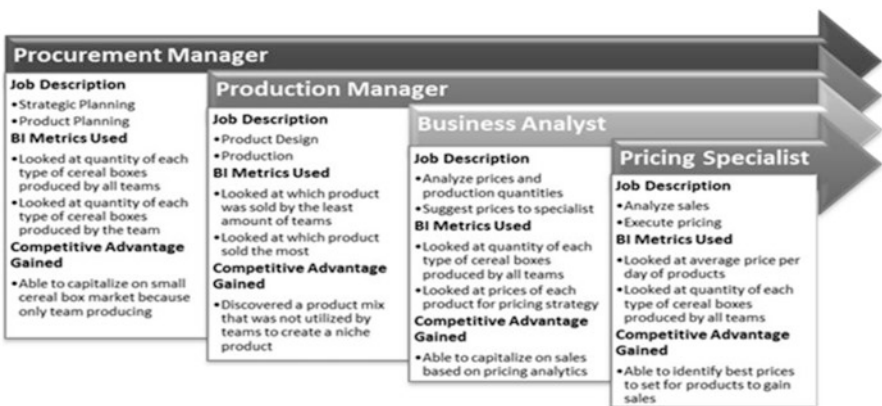 Procurement Manager
Job Description
•Strategic Planning
•Product Planning
BI Metrics Used
•Looked at quantity of each
type of cereal boxes
produced by all teams
•Looked at quantity of each
type of cereal boxes
produced by the team
Competitive Advantage
Gained
•Able to capitalize on small
cereal box market because
only team producing
Production Manager
Job Description
•Product Design
•Production
BI Metrics Used
•Looked at which product
was sold by the least
amount of teams
•Looked at which product
sold the most
Competitive Advantage
Gained
•Discovered a product mix
that was not utilized by
teams to create a niche
product
Business Analyst
Job Description
•Analyze prices and
production quantities
•Suggest prices to specialist
BI Metrics Used
•Looked at quantity of each
type of cereal boxes
produced by all teams
•Looked at prices of each
product for pricing strategy
Competitive Advantage
Gained
•Able to capitalize on sales
based on pricing analytics
Pricing Specialist
Job Description
•Analyze sales
•Execute pricing
BI Metrics Used
•Looked at average price per
day of products
•Looked at quantity of each
type of cereal boxes
produced by all teams
Competitive Advantage
Gained
•Able to identify best prices
to set for products to gain
sales